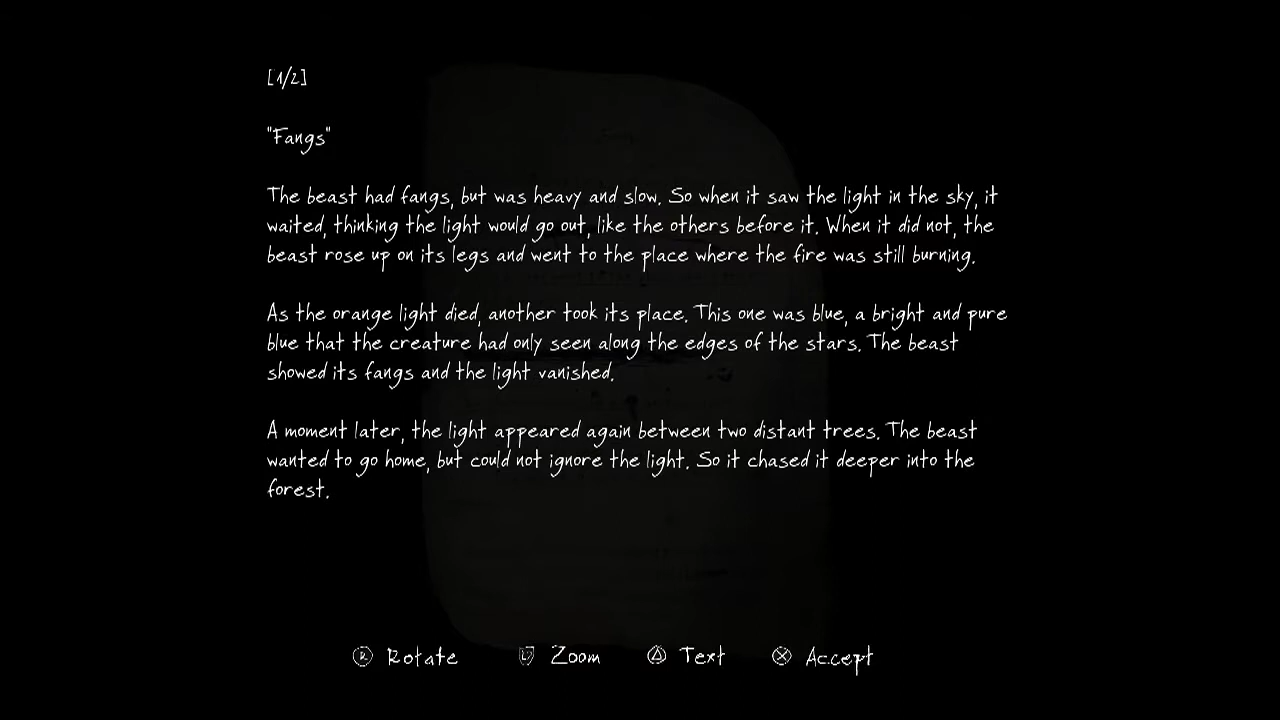 [1/2]
"Fangs"
The beast had fangs, but was heavy and slow. So when it saw the light in the sky, it
waited, thinking the light would go out, like the others before it. When it did not, the
beast rose up on its legs and went to the place where the fire was still burning.
As the orange light died, another took its place. This one was blue, a bright and pure
blue that the creature had only seen along the edges of the stars. The beast
showed its fangs and the light vanished.
A moment later, the light appeared again between two distant trees. The beast
wanted to go home, but could not ignore the light. So it chased it deeper into the
forest.
R Rotate L2 Zoom Text Accept